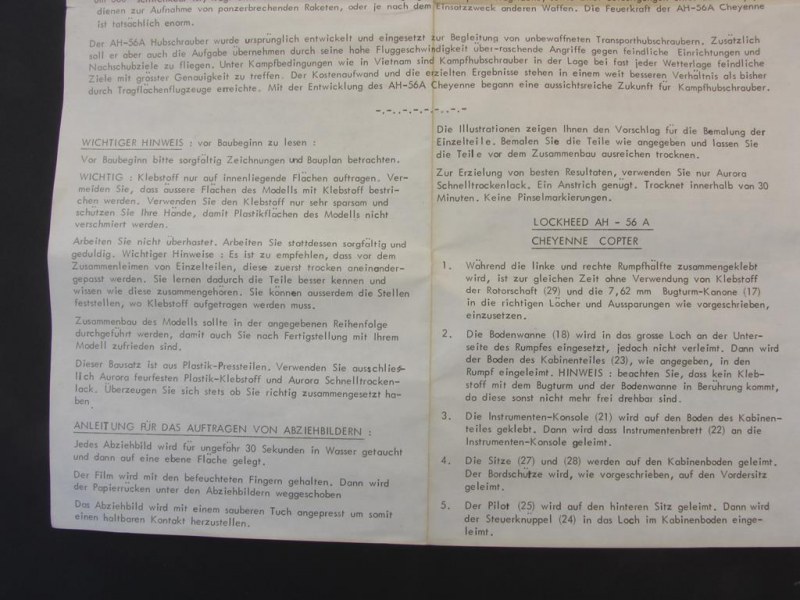 dienen zur Aufnahme von panzerbrechenden Raketen, oder je nach dem Einsatzzweck anderen Waffen. Die Feuerkraft der AH-56A Cheyenne
ist tatsächlich enorm.
Der AH-56A Hubschrauber wurde ursprünglich entwickelt und eingesetzt zur Begleitung von unbewaffneten Transporthubschraubern. Zusätzlich
soll er aber auch die Aufgabe übernehmen durch seine hohe Fluggeschwindigkeit über-raschende Angriffe gegen feindliche Einrichtungen und
Nachschubziele zu fliegen. Unter Kampfbedingungen wie in Vietnam sind Kampfhubschrauber in der Lage bei fast jeder Wetterlage feindliche
Ziele mit grösster Genauigkeit zu treffen. Der Kostenaufwand und die erzielten Ergebnisse stehen in einem weit besseren Verhältnis als bisher
durch Tragflächenflugzeuge erreichte. Mit der Entwicklung des AH-56A Cheyenne begann eine aussichtsreiche Zukunft für Kampfhubschrauber.
-.-..-.-.-.-..-.-
WICHTIGER HINWEIS : vor Baubeginn zu lesen :
Vor Baubeginn bitte sorgfältig Zeichnungen und Bauplan betrachten.
WICHTIG : Klebstoff nur auf innenliegende Flächen auftragen. Ver-
meiden Sie, dass äussere Flächen des Modells mit Klebstoff bestri-
chen werden. Verwenden Sie den Klebstoff nur sehr sparsam und
schützen Sie Ihre Hände, damit Plastikflächen des Modells nicht
verschmiert werden.
Arbeiten Sie nicht überhastet. Arbeiten Sie stattdessen sorgfältig und
geduldig. Wichtiger Hinweise : Es ist zu empfehlen, dass vor dem
Zusammenleimen von Einzelteilen, diese zuerst trocken aneinander-
gepasst werden. Sie lernen dadurch die Teile besser kennen und
wissen wie diese zusammengehören. Sie können ausserdem die Stellen
feststellen, wo Klebstoff aufgetragen werden muss.
Zusammenbau des Modells sollte in der angegebenen Reihenfolge
durchgeführt werden, damit auch Sie nach Fertigstellung mit Ihrem
Modell zufrieden sind.
Dieser Bausatz ist aus Plastik-Pressteilen. Verwenden Sie ausschließ-
lich Aurora feurfesten Plastik-Klebstoff und Aurora Schnelltrocken-
lack. Überzeugen Sie sich stets ob Sie richtig zusammengesetzt ha-
ben
ANLEITUNG FÜR DAS AUFTRAGEN VON ABZIEHBILDERN :
Jedes Abziehbild wird für ungefähr 30 Sekunden in Wasser getaucht
und dann auf eine ebene Fläche gelegt.
Der Film wird mit den befeuchteten Fingern gehalten. Dann wird
der Papierrücken unter den Abziehbildern weggeschoben
Das Abziehbild wird mit einem sauberen Tuch angepresst um somit
einen haltbaren Kontakt herzustellen.
Die Illustrationen zeigen Ihnen den Vorschlag für die Bemalung der
Einzelteile. Bemalen Sie die Teile wie angegeben und lassen Sie
die Teile vor dem Zusammenbau ausreichen trocknen.
Zur Erzielung von besten Resultaten, verwenden Sie nur Aurora
Schnelltrockenlack. Ein Anstrich genügt. Trocknet innerhalb von 30
Minuten. Keine Pinselmarkierungen.
LOCKHEED AH - 56 A
CHEYENNE COPTER
1. Während die linke und rechte Rumpfhälfte zusammengeklebt
wird, ist zur gleichen Zeit ohne Verwendung von Klebstoff
der Rotorschaft (29) und die 7,62 mm Bugturm-Kanone (17)
in die richtigen Löcher und Aussparungen wie vorgeschrieben,
einzusetzen.
2. Die Bodenwanne (18) wird in das grosse Loch an der Unter-
seite des Rumpfes eingesetzt, jedoch nicht verleimt. Dann wird
der Boden des Kabinenteiles (23), wie angegeben, in den
Rumpf eingeleimt. HINWEIS : beachten Sie, dass kein Kleb-
stoff mit dem Bugturm und der Bodenwanne in Berührung kommt,
da diese sonst nicht mehr frei drehbar sind.
3. Die Instrumenten-Konsole (21) wird auf den Boden des Kabinen-
teiles geklebt. Dann wird dass Instrumentenbrett (22) an die
Instrumenten-Konsole geleimt.
4. Die Sitze (27) und (28) werden auf den Kabinenboden geleimt.
Der Bordschütze wird, wie vorgeschrieben, auf den Vordersitz
geleimt.
5. Der Pilot (25) wird auf den hinteren Sitz geleimt. Dann wird
der Steuerknüppel (24) in das Loch im Kabinenboden einge-
leimt.